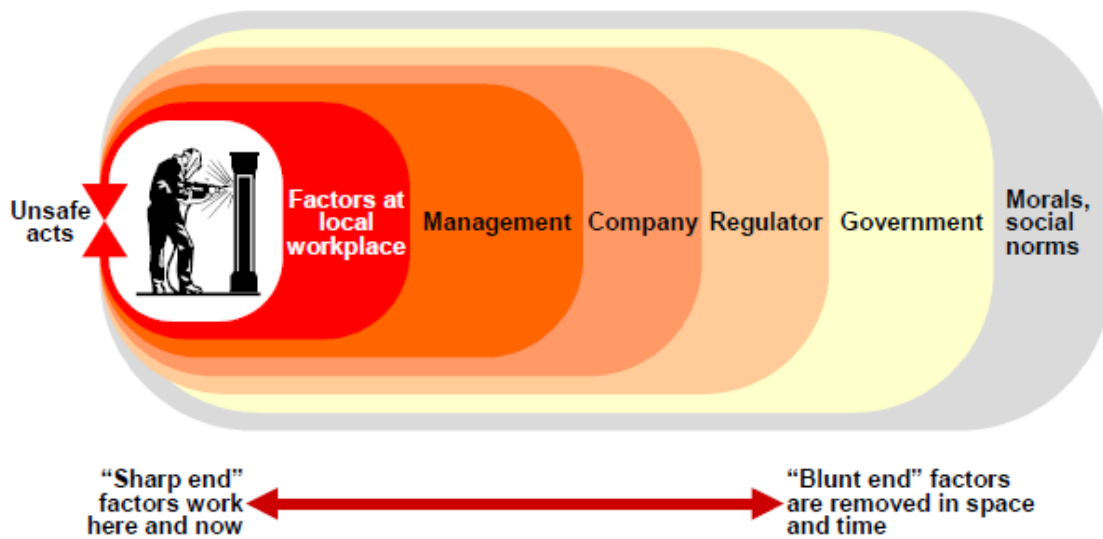 Unsafe
acts
Factors at
local
workplace
Management
Company
Regulator
Government
Morals,
social
norms
“Sharp end”
factors work
here and now
“Blunt end” factors
are removed in space
and time